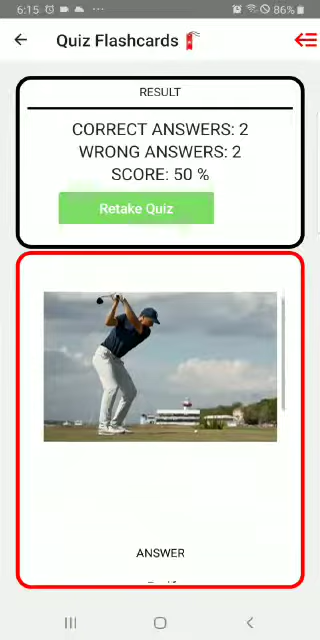 6:15
86%
Quiz Flashcards
RESULT
CORRECT ANSWERS: 2
WRONG ANSWERS: 2
SCORE: 50 %
Retake Quiz
ANSWER